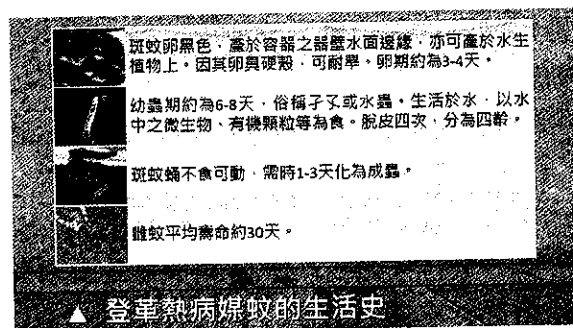 斑蚊卵黑色，產於容器之器壁水面邊緣，亦可產於水生
植物上。因其卵具硬殼，可耐旱。卵期約為3-4天。
幼蟲期約為6-8天，俗稱孑孓或水蟲。生活於水，以水
中之微生物、有機顆粒等為食。脫皮四次，分為四齡。
斑蚊蛹不食可動，需時1-3天化為成蟲。
雌蚊平均壽命約30天。
▲ 登革熱病媒蚊的生活史